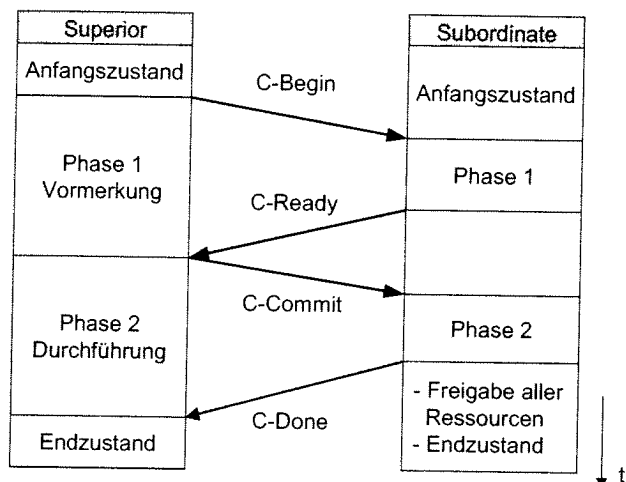 Superior
Subordinate
Anfangszustand
C-Begin
Anfangszustand
Phase 1
Vormerkung
Phase 1
C-Ready
C-Commit
Phase 2
Durchführung
Phase 2
C-Done
- Freigabe aller
Ressourcen
- Endzustand
Endzustand
t